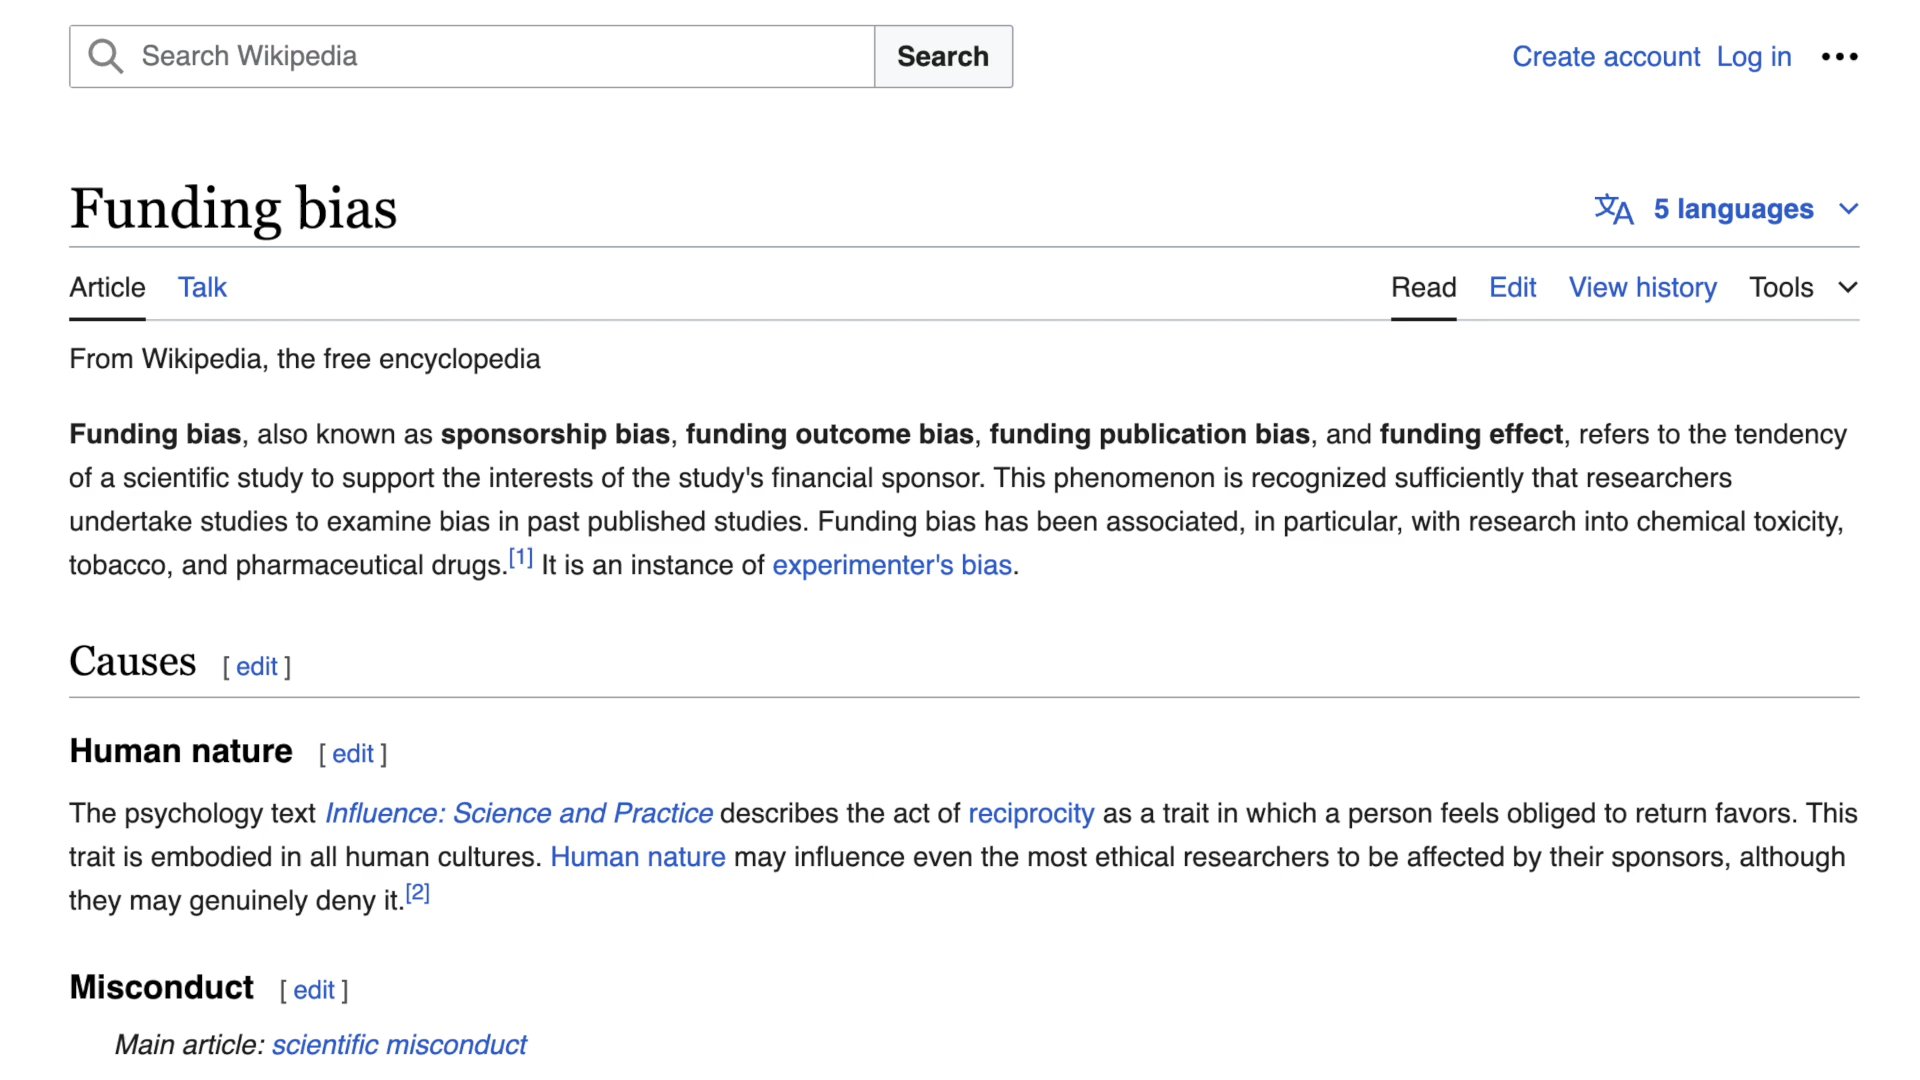 Search Wikipedia Search Create account Log in
Funding bias 5 languages
Article Talk Read Edit View history Tools
From Wikipedia, the free encyclopedia
Funding bias, also known as sponsorship bias, funding outcome bias, funding publication bias, and funding effect, refers to the tendency
of a scientific study to support the interests of the study's financial sponsor. This phenomenon is recognized sufficiently that researchers
undertake studies to examine bias in past published studies. Funding bias has been associated, in particular, with research into chemical toxicity,
tobacco, and pharmaceutical drugs.[1] It is an instance of experimenter's bias.
Causes [ edit ]
Human nature [ edit ]
The psychology text Influence: Science and Practice describes the act of reciprocity as a trait in which a person feels obliged to return favors. This
trait is embodied in all human cultures. Human nature may influence even the most ethical researchers to be affected by their sponsors, although
they may genuinely deny it.[2]
Misconduct [ edit ]
Main article: scientific misconduct